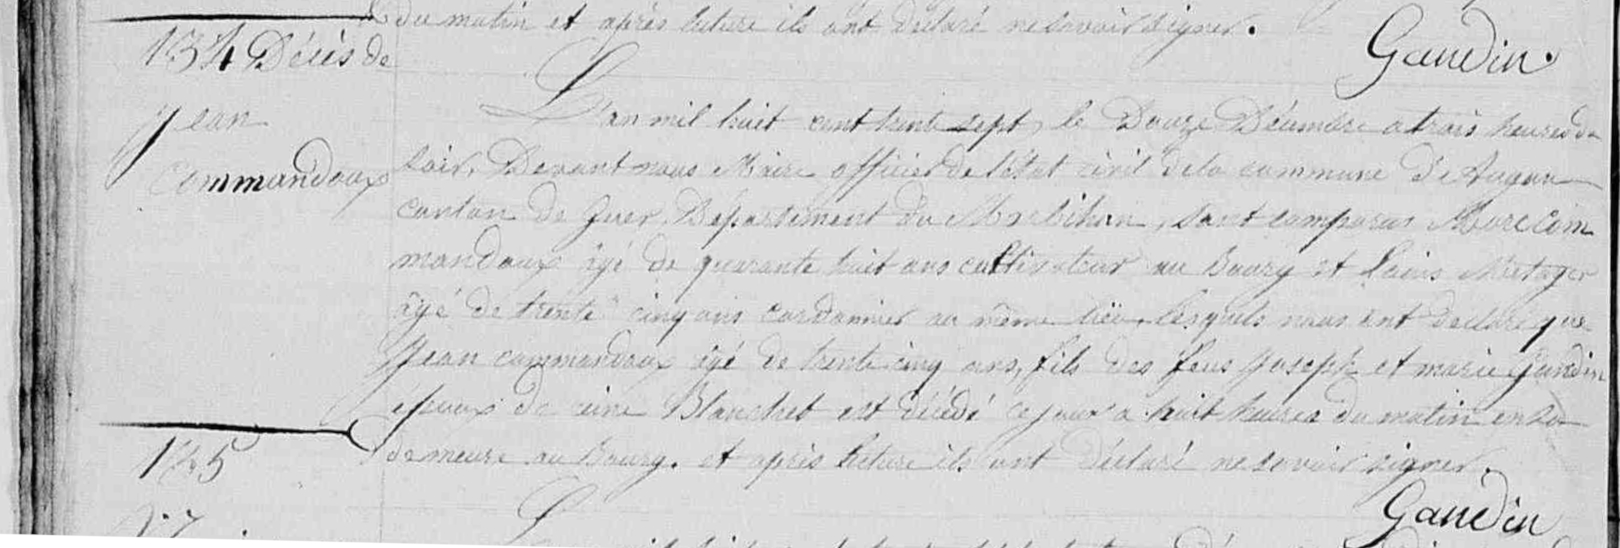 du matin et après lecture ils ont déclaré ne savoir signer.
Gaudin.
134 Décès de
Jean
Commandoux
L'an mil huit cent trente sept, le Douze Décembre a trois heures du
soir, Devant nous Maire officier de l'état civil de la commune d'Augan
canton de Guer Département du Morbihan, sont comparus Marc Com
mandoux âgé de quarante huit ans cultivateur au Bourg et Louis Metayer
âgé de trente cinq ans cordonnier au même lieu, lesquels nous ont declaré que
Jean commandoux âgé de trente cinq ans, fils des feus Joseph et marie Gaudin
époux de reine Blanchet est décédé ce jour a huit heures du matin en sa
demeure au Bourg. et après lecture ils ont déclaré ne savoir signer.
Gaudin
135